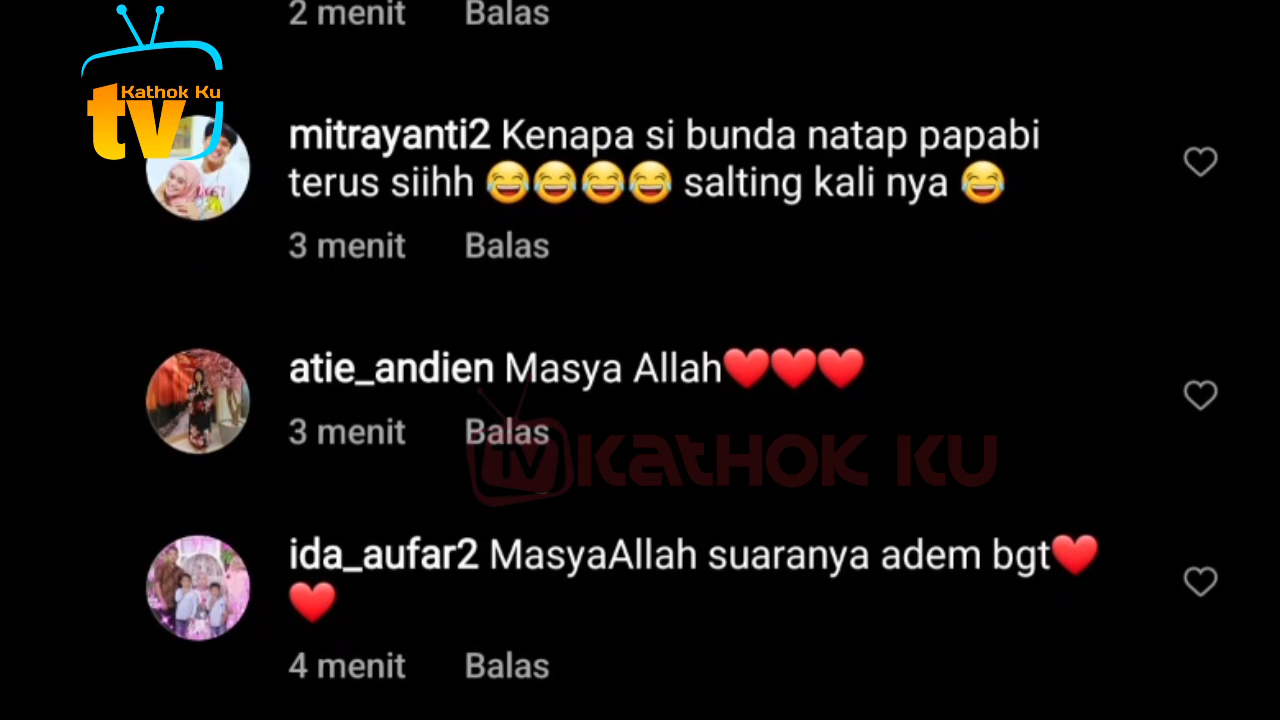 2 menit Balas
Kathok Ku
tv
mitrayanti2 Kenapa si bunda natap papabi
terus siihh 😂😂😂😂 salting kali nya 😂
3 menit Balas
atie_andien Masya Allah❤️❤️❤️
3 menit Balas
tv KatHOK KU
ida_aufar2 MasyaAllah suaranya adem bgt❤️
❤️
4 menit Balas